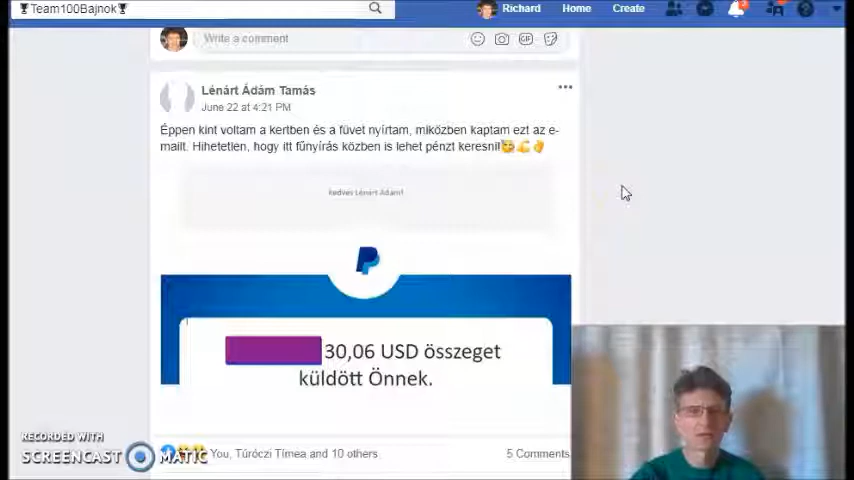 🏆Team100Bajnok🏆
Richard Home Create
Write a comment
Lénárt Ádám Tamás
June 22 at 4:21 PM
Éppen kint voltam a kertben és a füvet nyírtam, miközben kaptam ezt az e-
mailt. Hihetetlen, hogy itt fűnyírás közben is lehet pénzt keresni!😇💪👌
kedves Lénárt Ádám!
30,06 USD összeget
küldött Önnek.
You, Túróczi Tímea and 10 others
5 Comments
RECORDED WITH
SCREENCAST MATIC